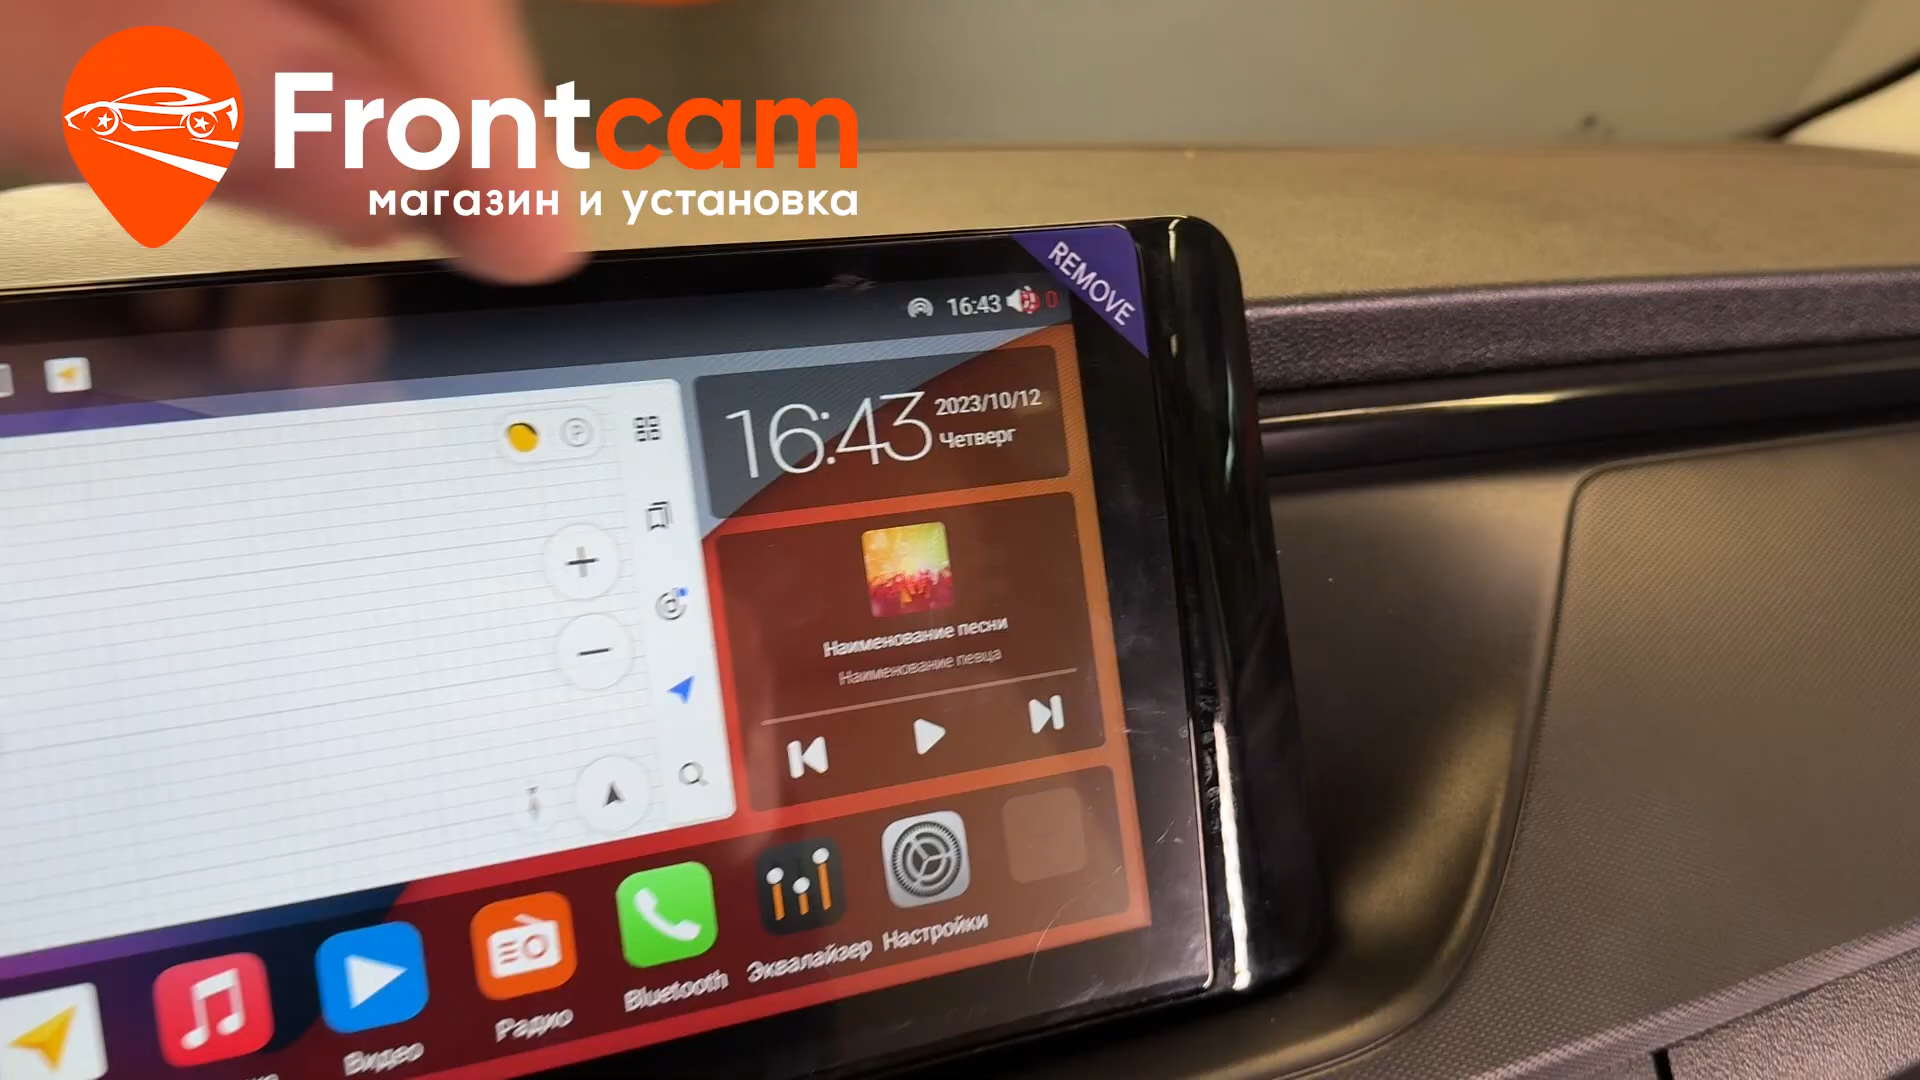 Frontcam
магазин и установка
REMOVE
16:43 0
16:43
2023/10/12
Четверг
Наименование песни
Наименование певца
Радио
Bluetooth
Эквалайзер
Настройки
Видео